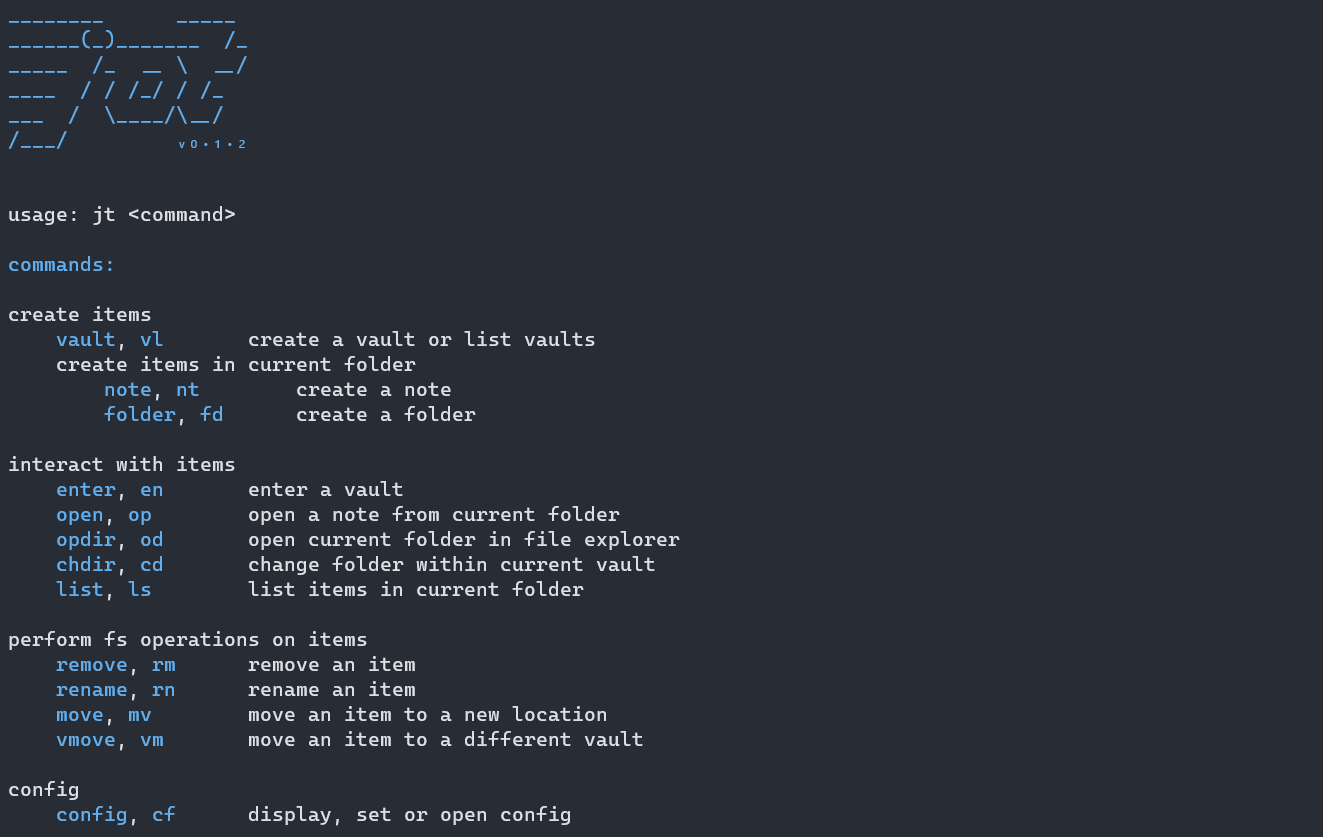 ________      _____
______(_)_______  /_
_____  /_  __ \  __/
____  / / /_/ / /_
___  /  \____/\__/
/___/         v 0 • 1 • 2
usage: jt <command>
commands:
create items
vault, vl       create a vault or list vaults
create items in current folder
note, nt        create a note
folder, fd      create a folder
interact with items
enter, en       enter a vault
open, op        open a note from current folder
opdir, od       open current folder in file explorer
chdir, cd       change folder within current vault
list, ls        list items in current folder
perform fs operations on items
remove, rm      remove an item
rename, rn      rename an item
move, mv        move an item to a new location
vmove, vm       move an item to a different vault
config
config, cf      display, set or open config